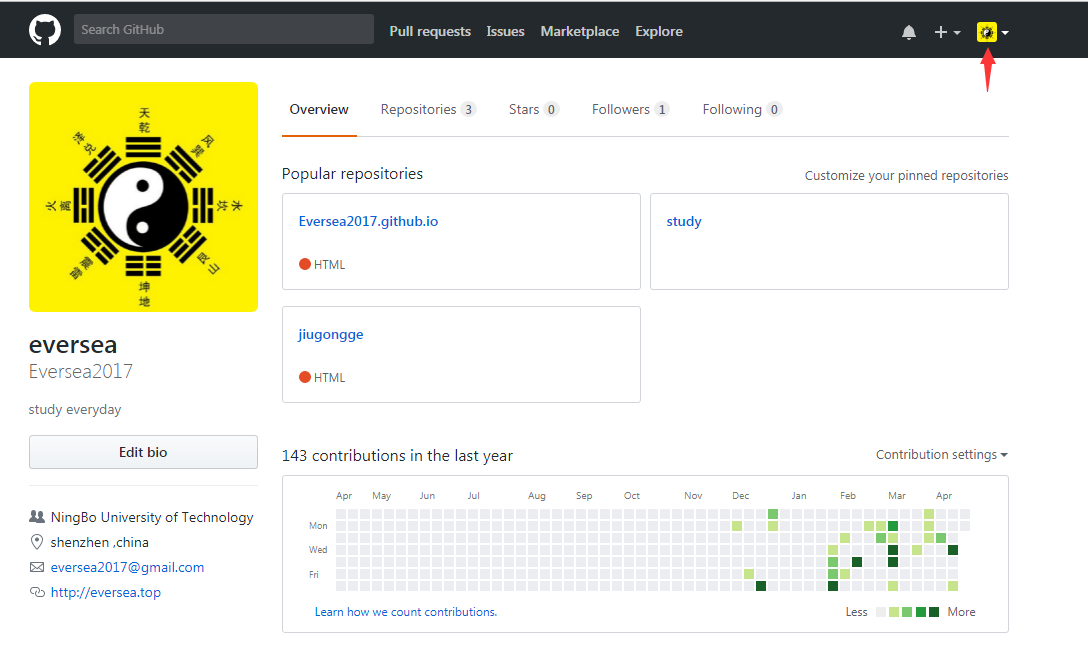 Search GitHub
Pull requests Issues Marketplace Explore
天
乾
风
巽
水
坎
艮
山
坤
地
震
雷
火
离
泽
兑
eversea
Eversea2017
study everyday
Edit bio
NingBo University of Technology
shenzhen ,china
eversea2017@gmail.com
http://eversea.top
Overview Repositories 3 Stars 0 Followers 1 Following 0
Popular repositories Customize your pinned repositories
Eversea2017.github.io
HTML
study
jiugongge
HTML
143 contributions in the last year Contribution settings
Apr May Jun Jul Aug Sep Oct Nov Dec Jan Feb Mar Apr
Mon
Wed
Fri
Learn how we count contributions. Less More